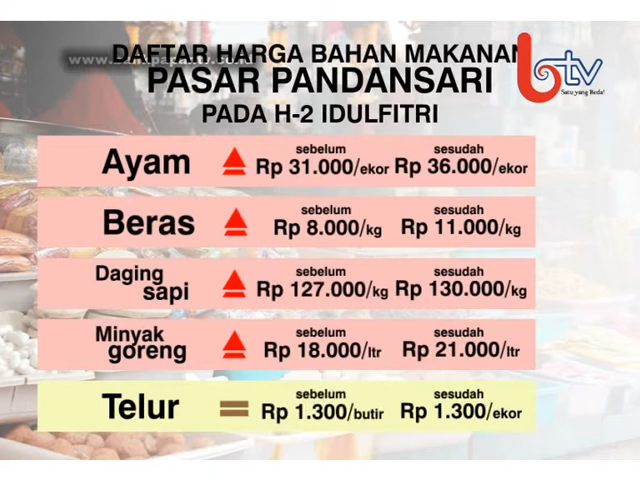 DAFTAR HARGA BAHAN MAKANAN
PASAR PANDANSARI
PADA H-2 IDULFITRI
btv
Satu yang Beda!
Ayam
sebelum
Rp 31.000/ekor
sesudah
Rp 36.000/ekor
Beras
sebelum
Rp 8.000/kg
sesudah
Rp 11.000/kg
Daging
sapi
sebelum
Rp 127.000/kg
sesudah
Rp 130.000/kg
Minyak
goreng
sebelum
Rp 18.000/ltr
sesudah
Rp 21.000/ltr
Telur
sebelum
Rp 1.300/butir
sesudah
Rp 1.300/ekor